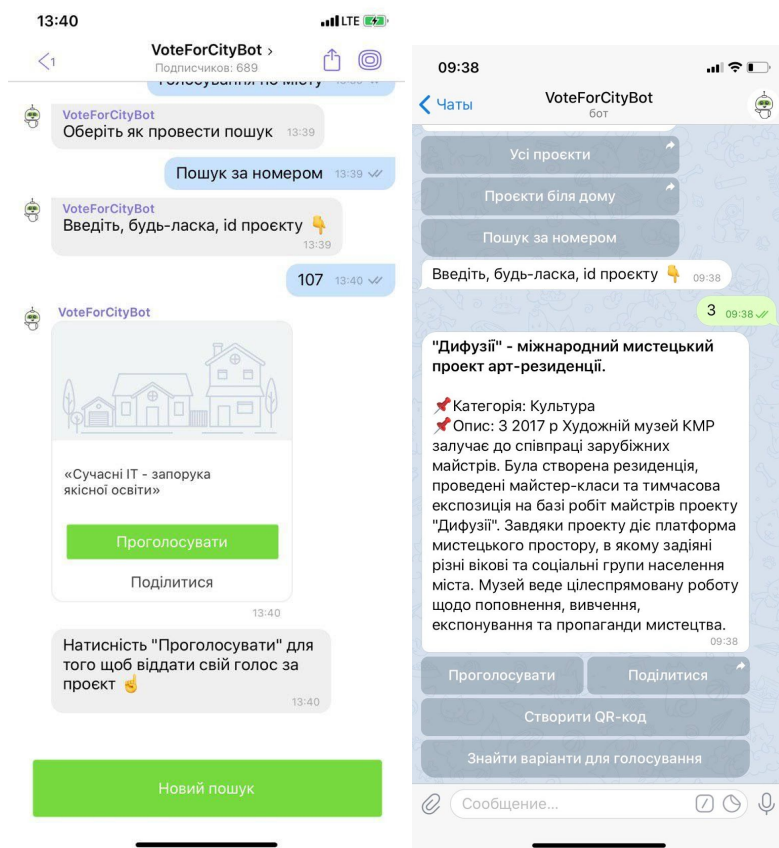 13:40
LTE
1
VoteForCityBot >
Подписчиков: 689
VoteForCityBot
Оберіть як провести пошук 13:39
Пошук за номером 13:39
VoteForCityBot
Введіть, будь-ласка, id проєкту
13:39
107 13:40
VoteForCityBot
«Сучасні ІТ - запорука
якісної освіти»
Проголосувати
Поділитися
13:40
Натисність "Проголосувати" для
того щоб віддати свій голос за
проєкт
13:40
Новий пошук
09:38
Чаты
VoteForCityBot
бот
Усі проєкти
Проєкти біля дому
Пошук за номером
Введіть, будь-ласка, id проєкту 09:38
3 09:38
"Дифузії" - міжнародний мистецький
проект арт-резиденції.
Категорія: Культура
Опис: З 2017 р Художній музей КМР
залучає до співпраці зарубіжних
майстрів. Була створена резиденція,
проведені майстер-класи та тимчасова
експозиція на базі робіт майстрів проекту
"Дифузії". Завдяки проекту діє платформа
мистецького простору, в якому задіяні
різні вікові та соціальні групи населення
міста. Музей веде цілеспрямовану роботу
щодо поповнення, вивчення,
експонування та пропаганди мистецтва.
09:38
Проголосувати
Поділитися
Створити QR-код
Знайти варіанти для голосування
Сообщение...